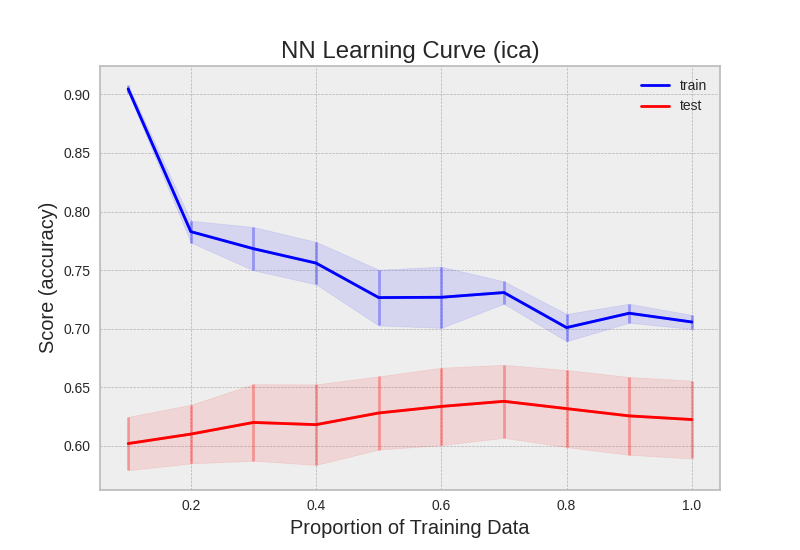 NN Learning Curve (ica)
train
test
0.90
0.85
0.80
0.75
0.70
0.65
0.60
Score (accuracy)
0.2
0.4
0.6
0.8
1.0
Proportion of Training Data